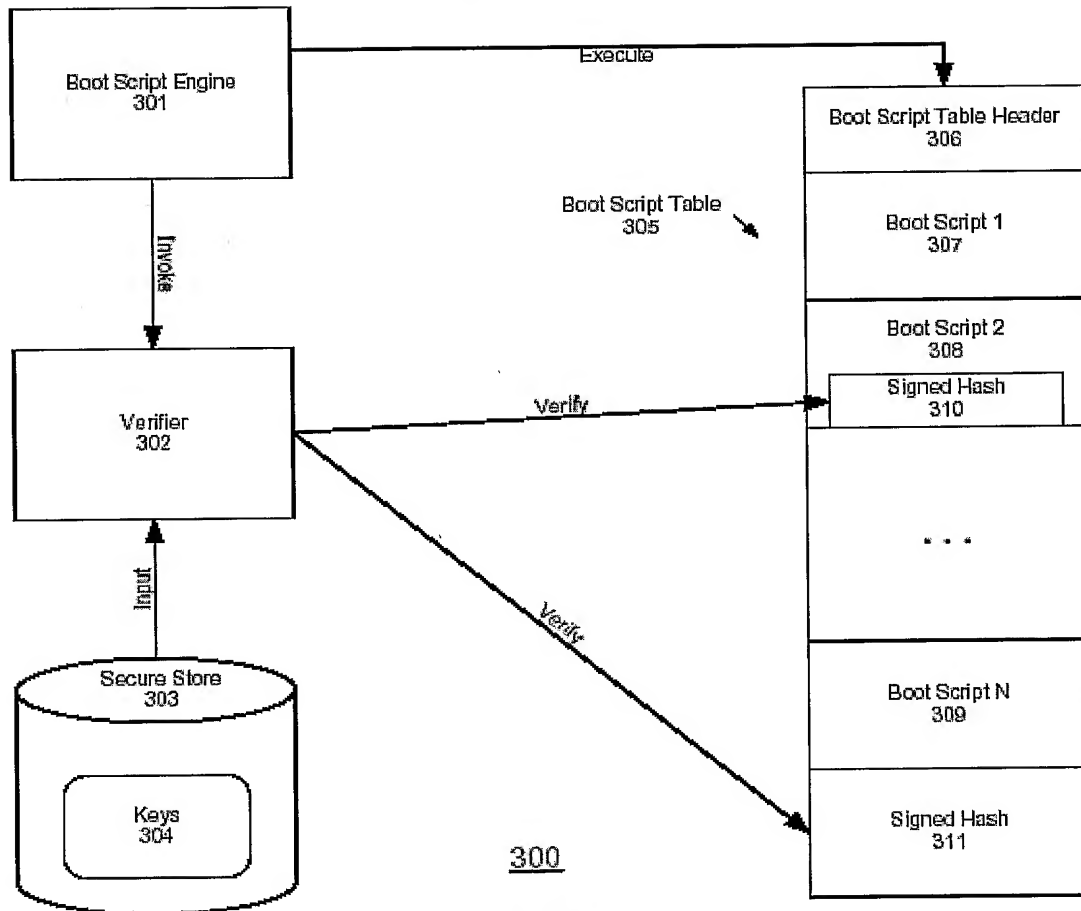 Boot Script Engine
301
Execute
Boot Script Table Header
306
Boot Script Table
305
Boot Script 1
307
Invoke
Boot Script 2
308
Signed Hash
310
Verify
Verifier
302
. . .
Input
Verify
Secure Store
303
Boot Script N
309
Keys
304
Signed Hash
311
300